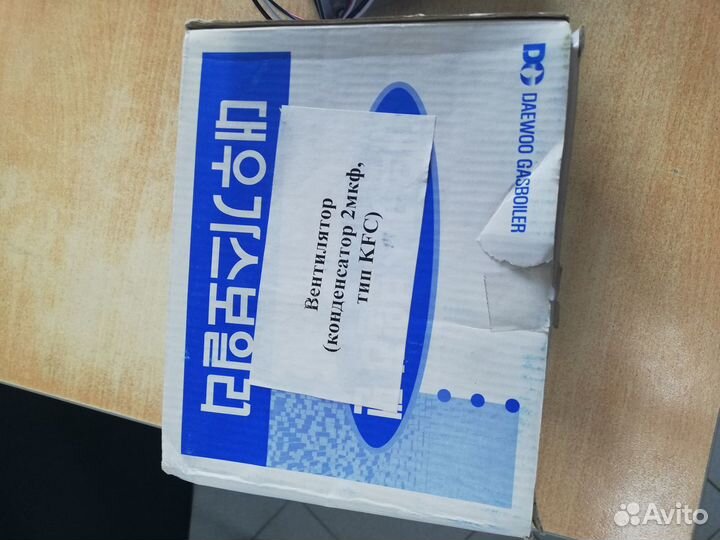 DAEWOO GASBOILER
대우가스보일러
Вентилятор
(конденсатор 2мкф,
тип KFC)
Avito